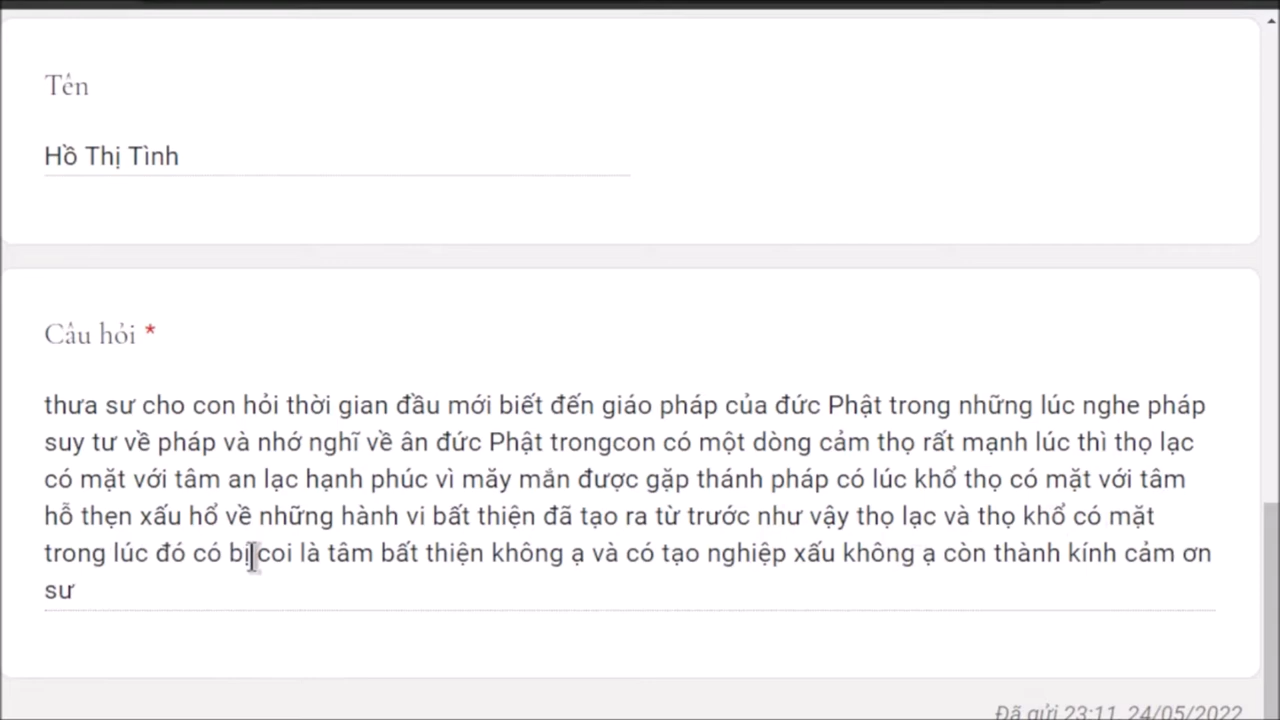 Tên
Hồ Thị Tình
Câu hỏi *
thưa sư cho con hỏi thời gian đầu mới biết đến giáo pháp của đức Phật trong những lúc nghe pháp
suy tư về pháp và nhớ nghĩ về ân đức Phật trongcon có một dòng cảm thọ rất mạnh lúc thì thọ lạc
có mặt với tâm an lạc hạnh phúc vì măy mắn được gặp thánh pháp có lúc khổ thọ có mặt với tâm
hỗ thẹn xấu hổ về những hành vi bất thiện đã tạo ra từ trước như vậy thọ lạc và thọ khổ có mặt
trong lúc đó có bị coi là tâm bất thiện không ạ và có tạo nghiệp xấu không ạ còn thành kính cảm ơn
sư
Đã gửi 23:11, 24/05/2022